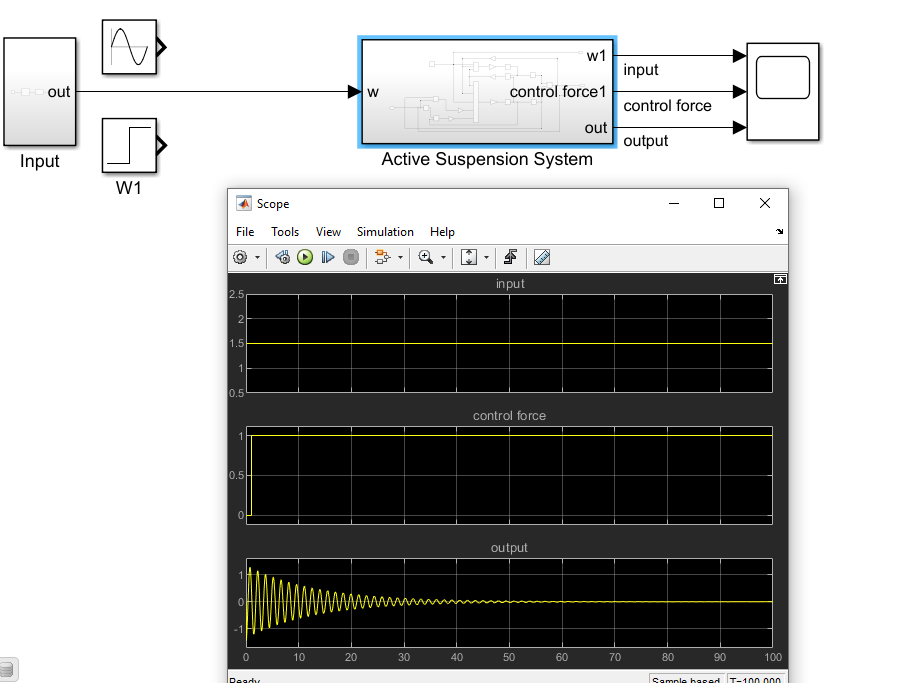 out
Input
W1
w
w1
control force1
out
Active Suspension System
input
control force
output
Scope
File Tools View Simulation Help
input
2.5
2
1.5
1
0.5
control force
1
0.5
0
output
1
0
-1
0 10 20 30 40 50 60 70 80 90 100
Ready
Sample based T=100.000